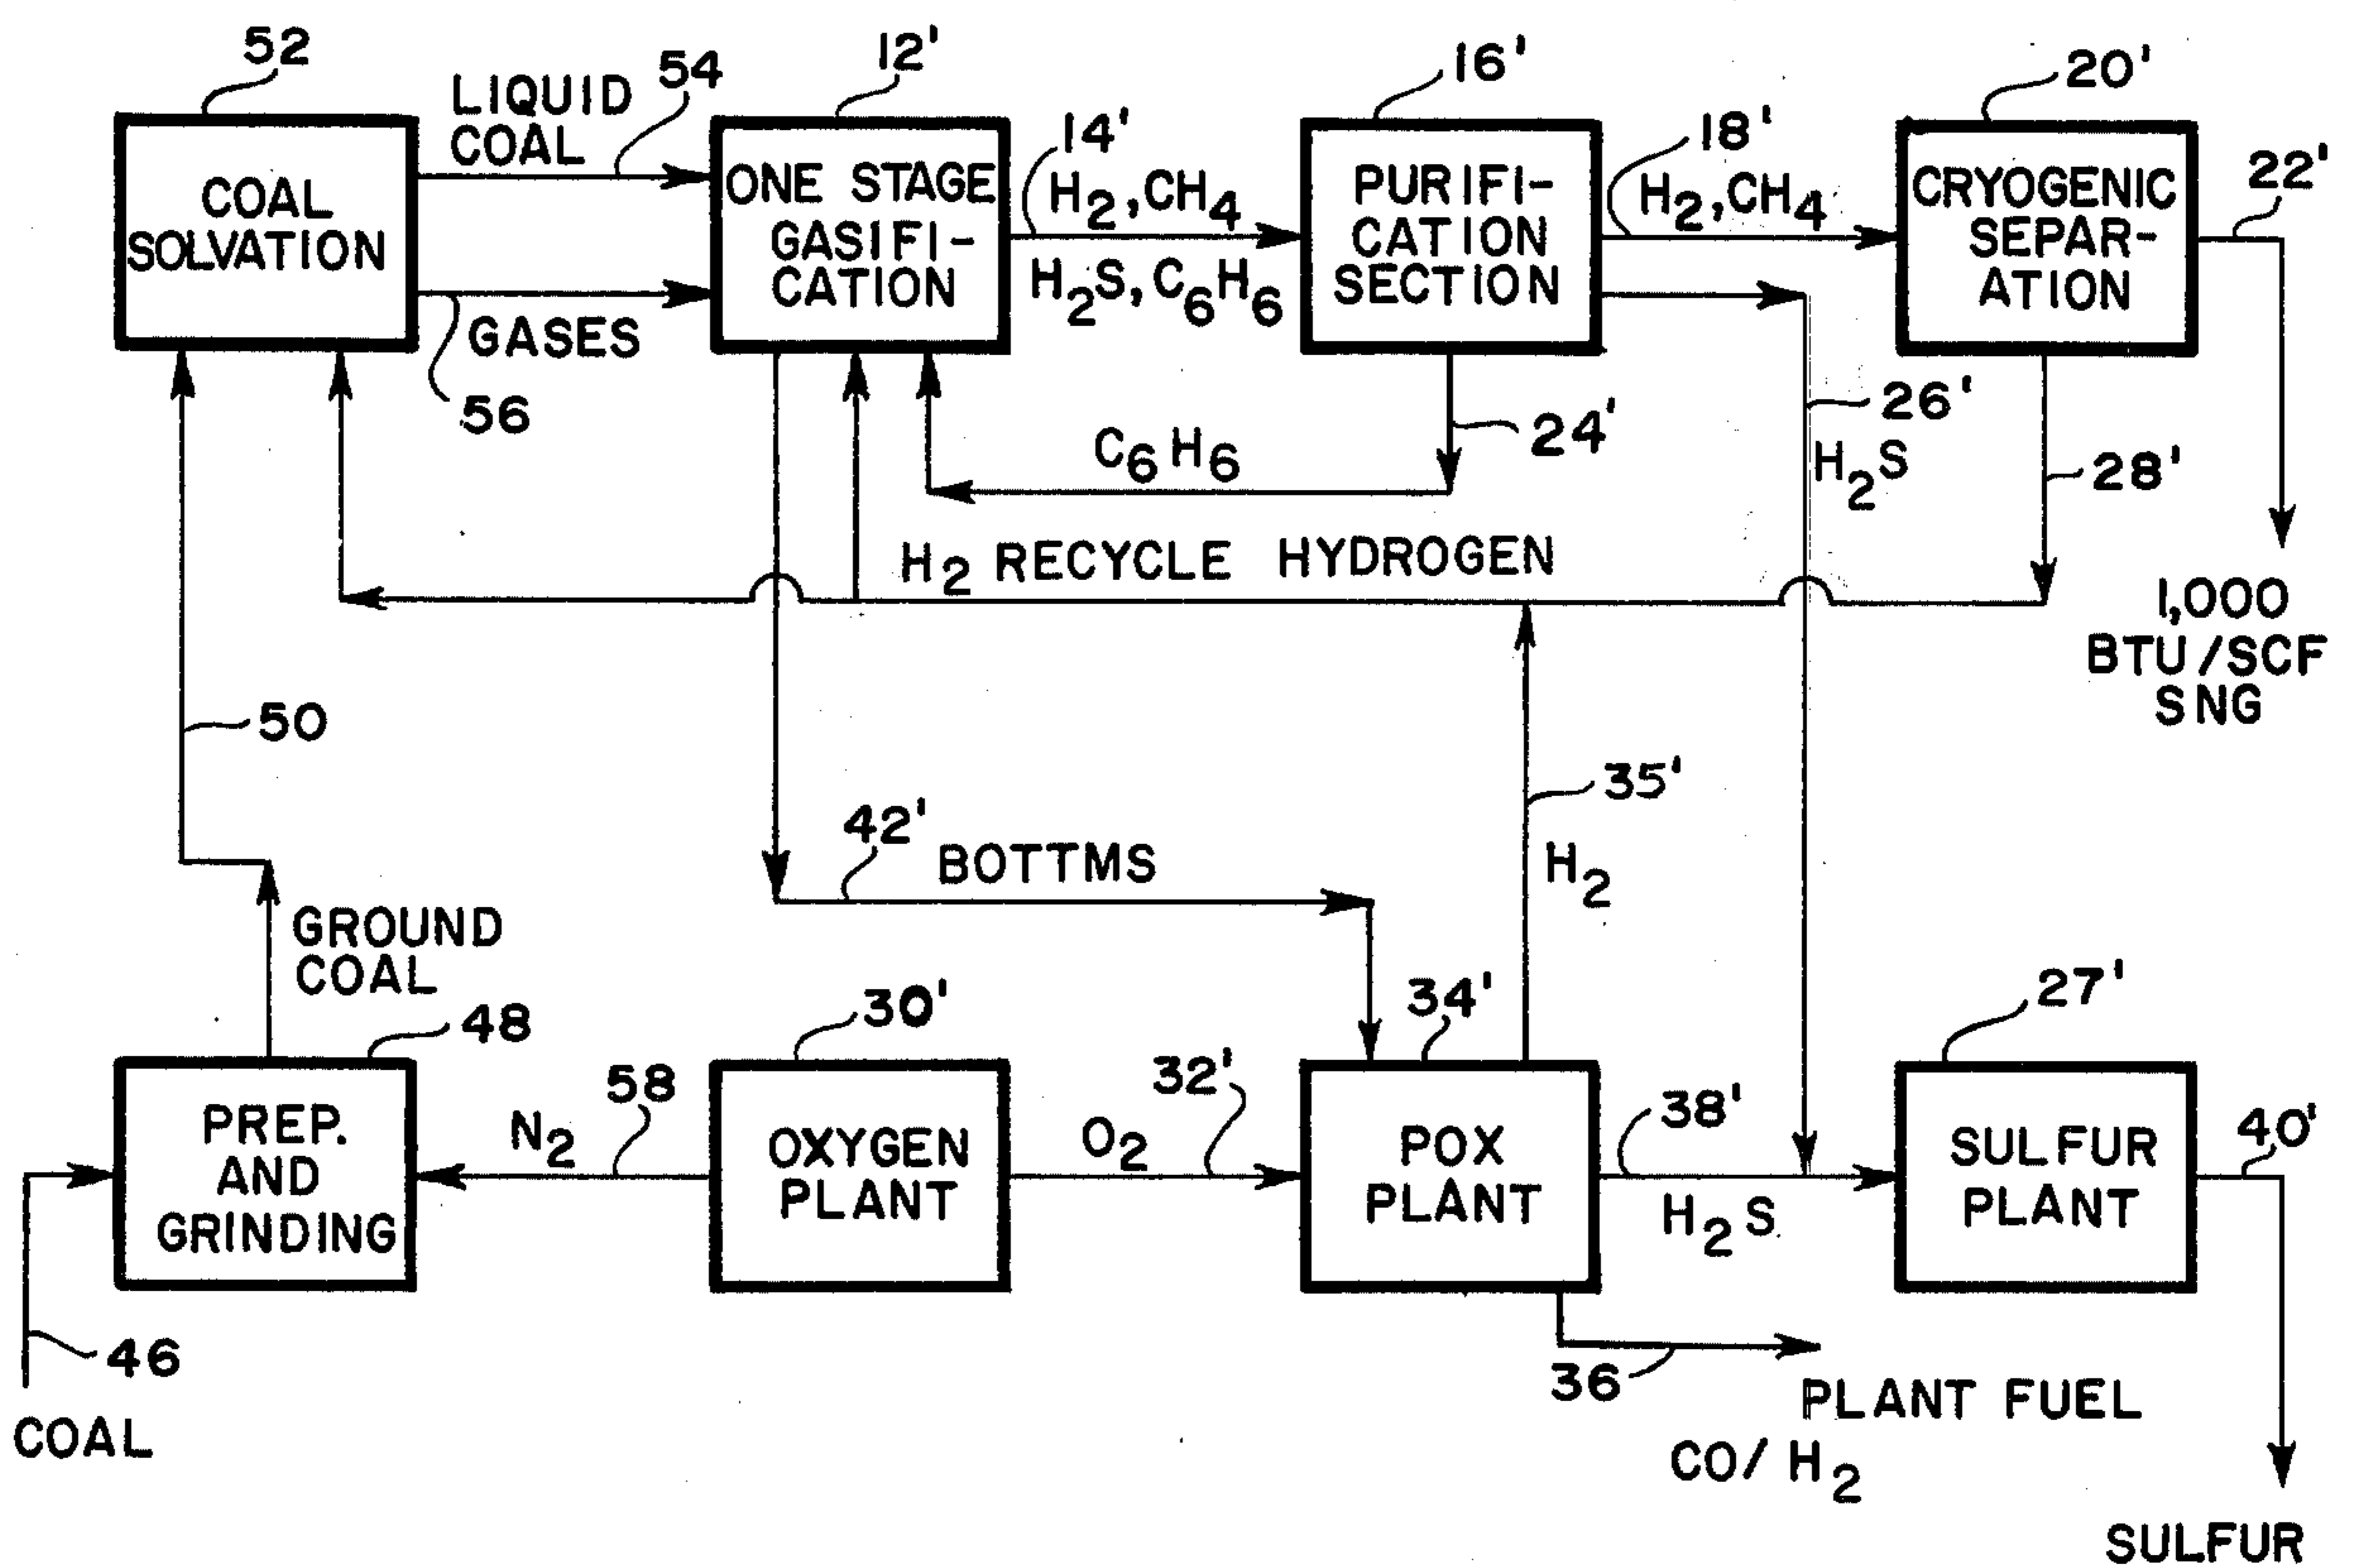 52
LIQUID
COAL
54
12'
16'
20'
COAL
SOLVATION
ONE STAGE
GASIFI-
CATION
14'
H2,CH4
H2S,C6H6
PURIFI-
CATION
SECTION
18'
H2,CH4
CRYOGENIC
SEPAR-
ATION
22'
GASES
56
C6H6
24'
26'
H2S
28'
H2 RECYCLE HYDROGEN
1,000
BTU/SCF
SNG
50
35'
H2
42'
BOTTMS
GROUND
COAL
48
30'
34'
27'
PREP.
AND
GRINDING
58
N2
OXYGEN
PLANT
32'
O2
POX
PLANT
38'
H2S
SULFUR
PLANT
40'
46
COAL
36
PLANT FUEL
CO/H2
SULFUR